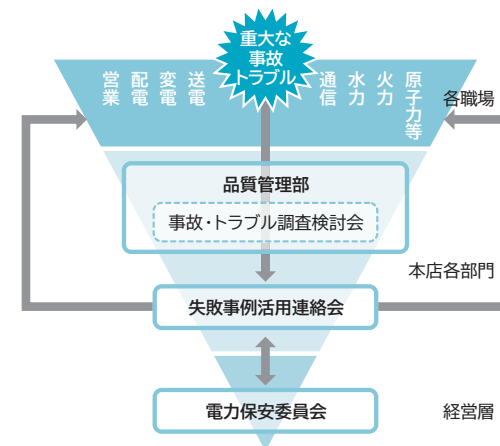 重大な
事故
トラブル
営業
配電
変電
送電
通信
水力
火力
原子力等
各職場
品質管理部
事故・トラブル調査検討会
本店各部門
失敗事例活用連絡会
電力保安委員会
経営層